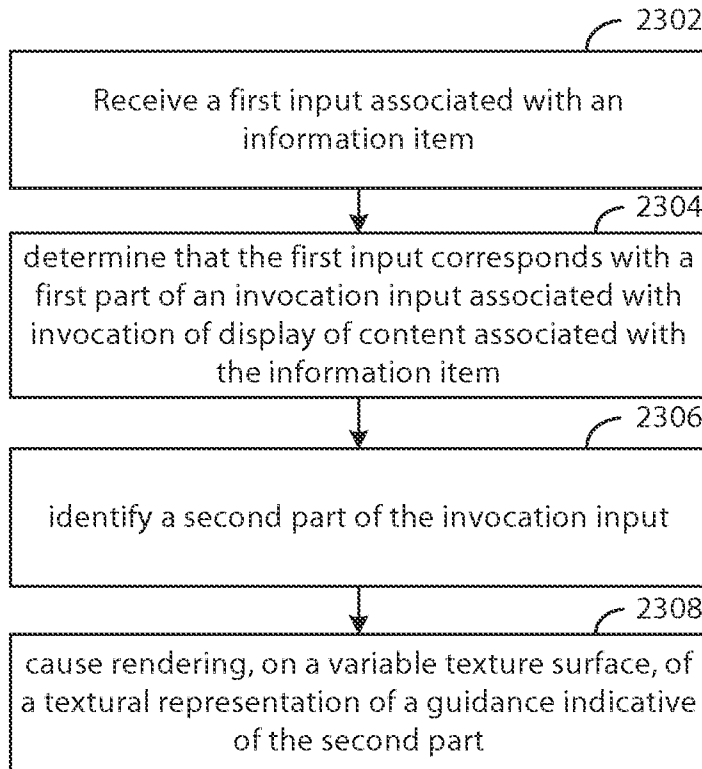 2302
Receive a first input associated with an
information item
2304
determine that the first input corresponds with a
first part of an invocation input associated with
invocation of display of content associated with
the information item
2306
identify a second part of the invocation input
2308
cause rendering, on a variable texture surface, of
a textural representation of a guidance indicative
of the second part